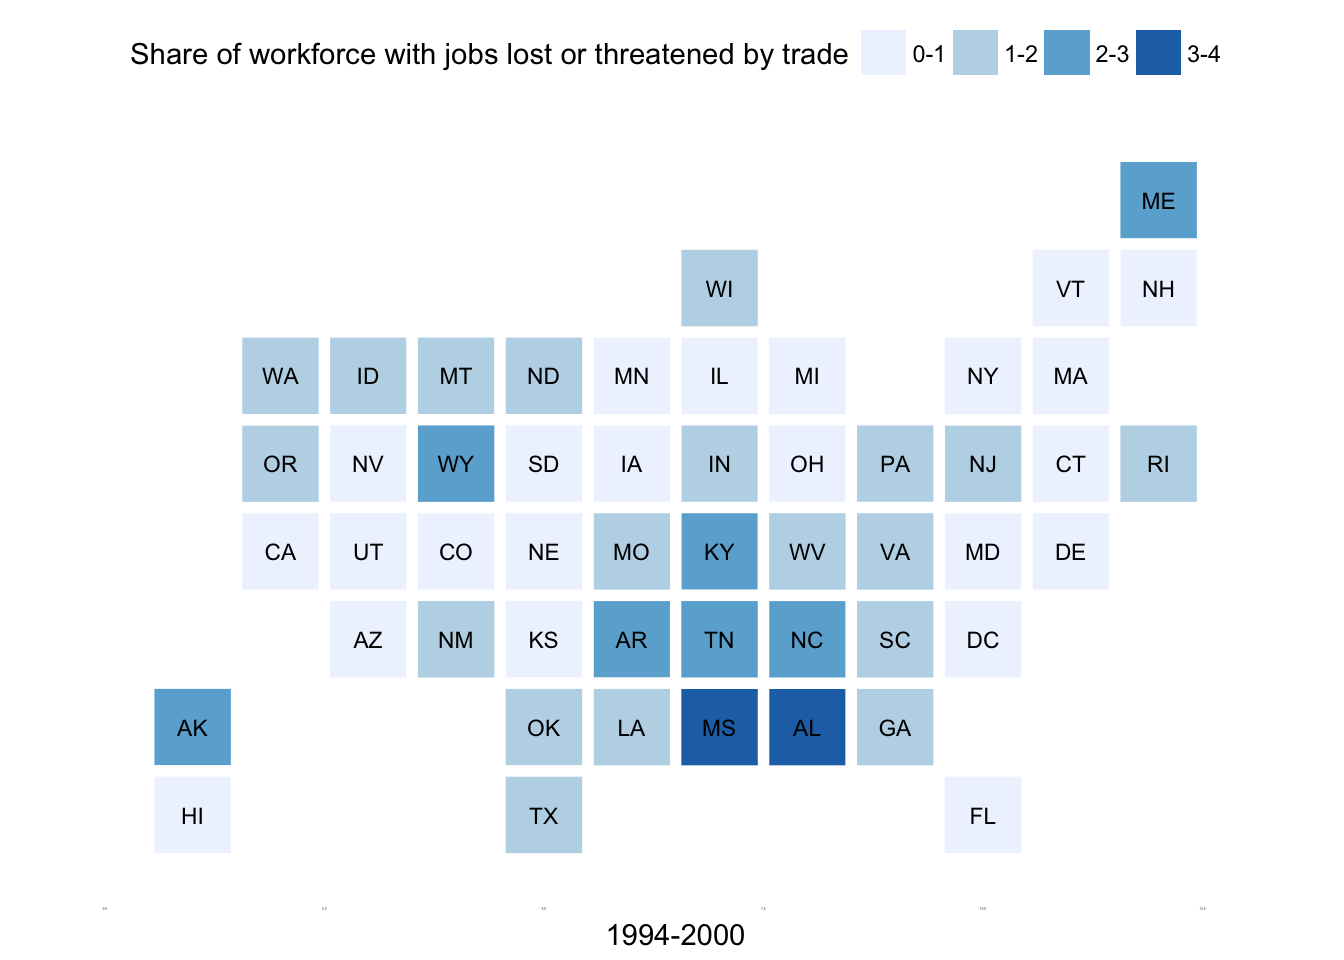 Share of workforce with jobs lost or threatened by trade 0-1 1-2 2-3 3-4
ME
WI VT NH
WA ID MT ND MN IL MI NY MA
OR NV WY SD IA IN OH PA NJ CT RI
CA UT CO NE MO KY WV VA MD DE
AZ NM KS AR TN NC SC DC
AK OK LA MS AL GA
HI TX FL
1994-2000